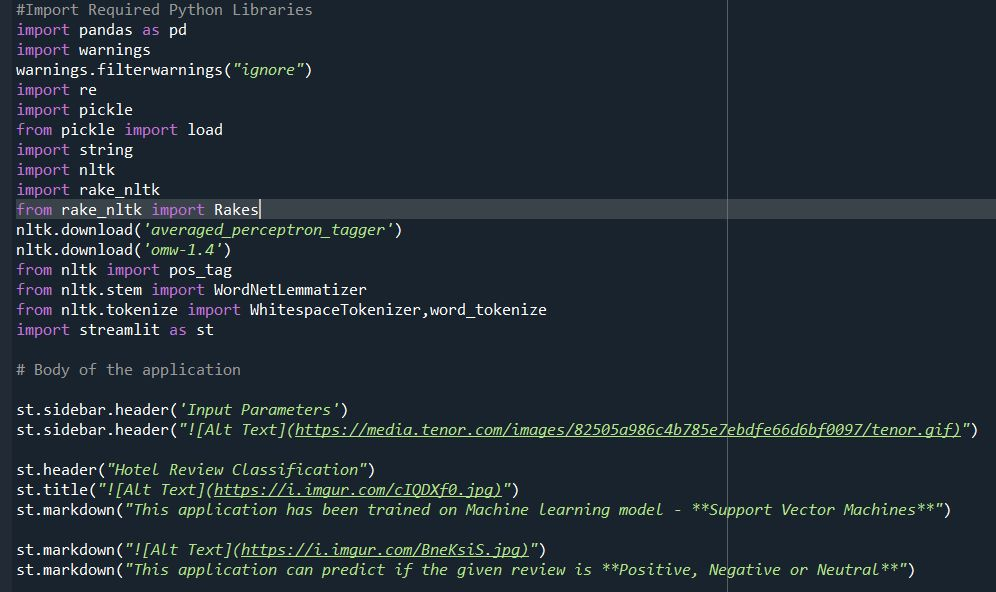 #Import Required Python Libraries
import pandas as pd
import warnings
warnings.filterwarnings("ignore")
import re
import pickle
from pickle import load
import string
import nltk
import rake_nltk
from rake_nltk import Rakes
nltk.download('averaged_perceptron_tagger')
nltk.download('omw-1.4')
from nltk import pos_tag
from nltk.stem import WordNetLemmatizer
from nltk.tokenize import WhitespaceTokenizer,word_tokenize
import streamlit as st
# Body of the application
st.sidebar.header('Input Parameters')
st.sidebar.header("![Alt Text](https://media.tenor.com/images/82505a986c4b785e7ebdfe66d6bf0097/tenor.gif)")
st.header("Hotel Review Classification")
st.title("![Alt Text](https://i.imgur.com/cIQDXf0.jpg)")
st.markdown("This application has been trained on Machine learning model - **Support Vector Machines**")
st.markdown("![Alt Text](https://i.imgur.com/BneKsiS.jpg)")
st.markdown("This application can predict if the given review is **Positive, Negative or Neutral**")